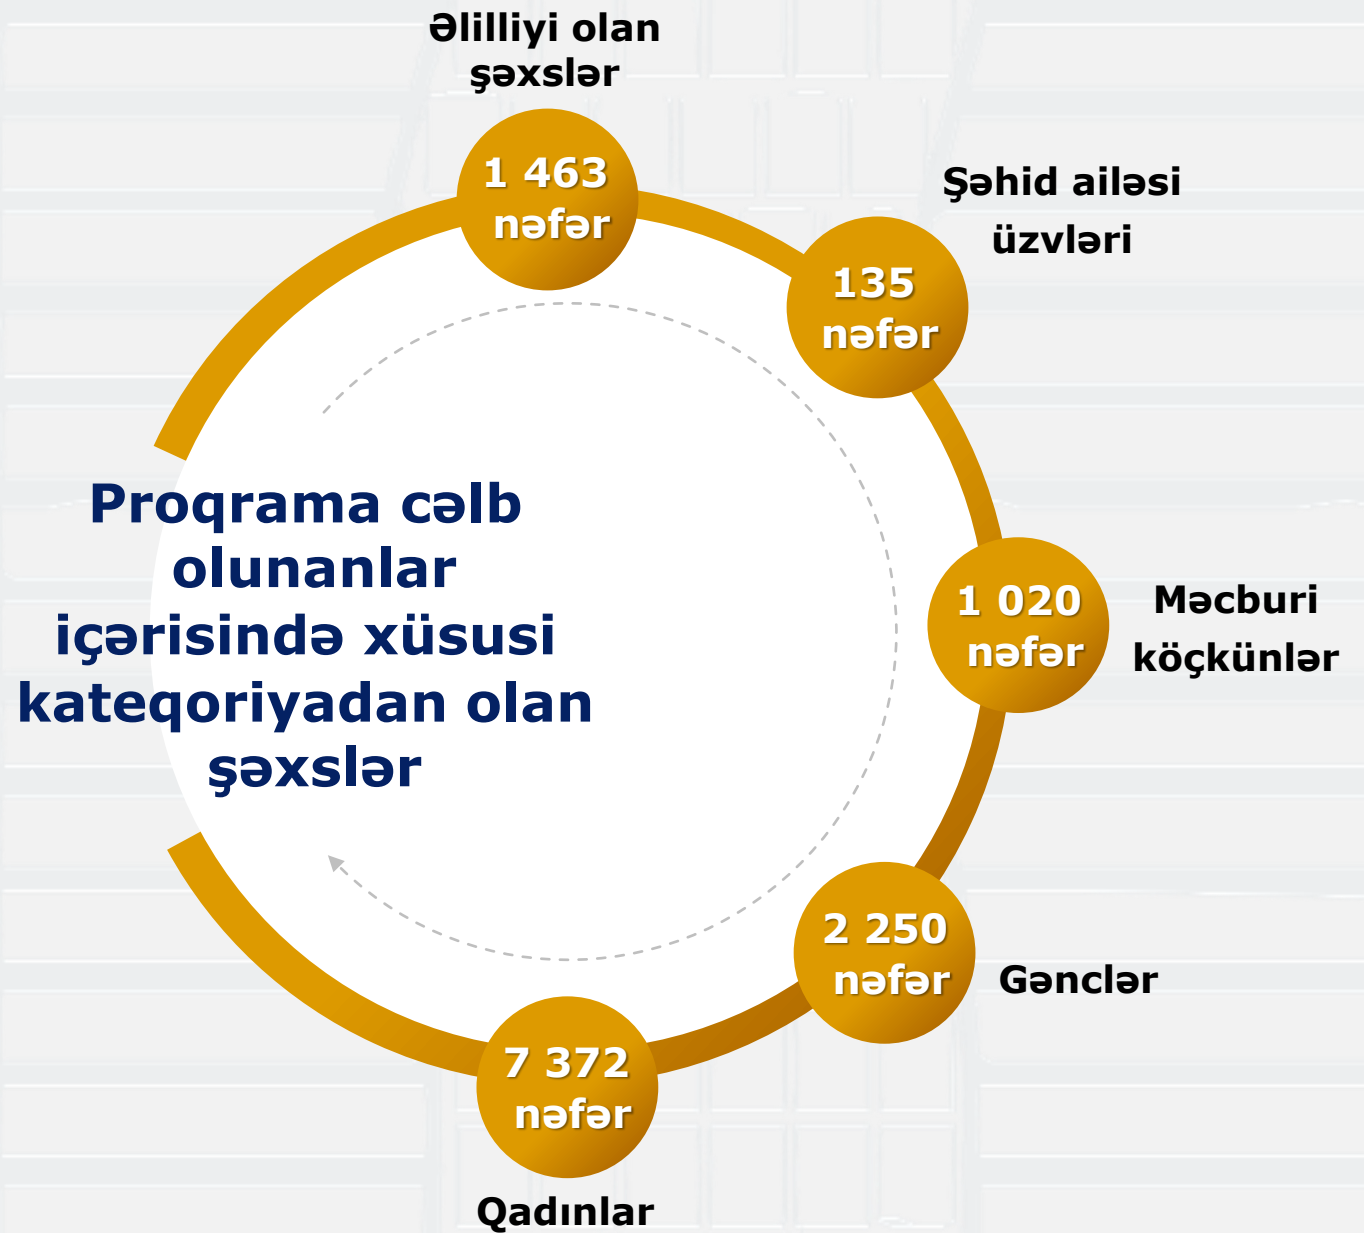 Əlilliyi olan
şəxslər
1 463
nəfər
Şəhid ailəsi
üzvləri
135
nəfər
Proqrama cəlb
olunanlar
içərisində xüsusi
kateqoriyadan olan
şəxslər
1 020
nəfər
Məcburi
köçkünlər
2 250
nəfər
Gənclər
7 372
nəfər
Qadınlar